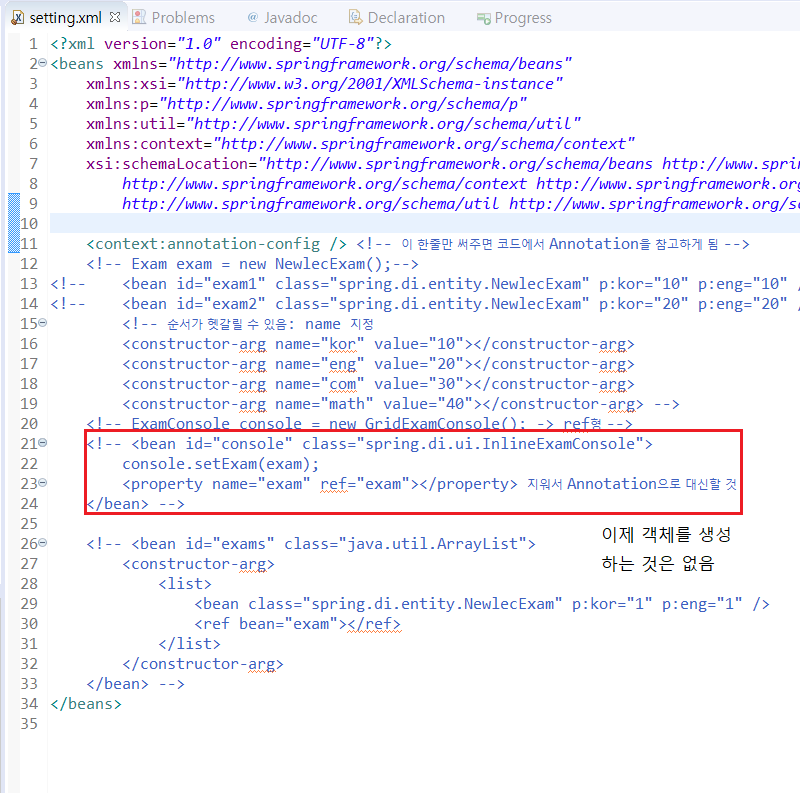 setting.xml Problems @ Javadoc Declaration Progress
1 <?xml version="1.0" encoding="UTF-8"?>
2 <beans xmlns="http://www.springframework.org/schema/beans"
3 xmlns:xsi="http://www.w3.org/2001/XMLSchema-instance"
4 xmlns:p="http://www.springframework.org/schema/p"
5 xmlns:util="http://www.springframework.org/schema/util"
6 xmlns:context="http://www.springframework.org/schema/context"
7 xsi:schemaLocation="http://www.springframework.org/schema/beans http://www.sprin
8 http://www.springframework.org/schema/context http://www.springframework.org
9 http://www.springframework.org/schema/util http://www.springframework.org/sc
10
11 <context:annotation-config /> <!-- 이 한줄만 써주면 코드에서 Annotation을 참고하게 됨 -->
12 <!-- Exam exam = new NewlecExam();-->
13 <!-- <bean id="exam1" class="spring.di.entity.NewlecExam" p:kor="10" p:eng="10" /
14 <!-- <bean id="exam2" class="spring.di.entity.NewlecExam" p:kor="20" p:eng="20" /
15 <!-- 순서가 헷갈릴 수 있음: name 지정
16 <constructor-arg name="kor" value="10"></constructor-arg>
17 <constructor-arg name="eng" value="20"></constructor-arg>
18 <constructor-arg name="com" value="30"></constructor-arg>
19 <constructor-arg name="math" value="40"></constructor-arg> -->
20 <!-- ExamConsole console = new GridExamConsole(); -> ref형 -->
21 <!-- <bean id="console" class="spring.di.ui.InlineExamConsole">
22 console.setExam(exam);
23 <property name="exam" ref="exam"></property> 지워서 Annotation으로 대신할 것
24 </bean> -->
25
이제 객체를 생성
하는 것은 없음
26 <!-- <bean id="exams" class="java.util.ArrayList">
27 <constructor-arg>
28 <list>
29 <bean class="spring.di.entity.NewlecExam" p:kor="1" p:eng="1" />
30 <ref bean="exam"></ref>
31 </list>
32 </constructor-arg>
33 </bean> -->
34 </beans>
35